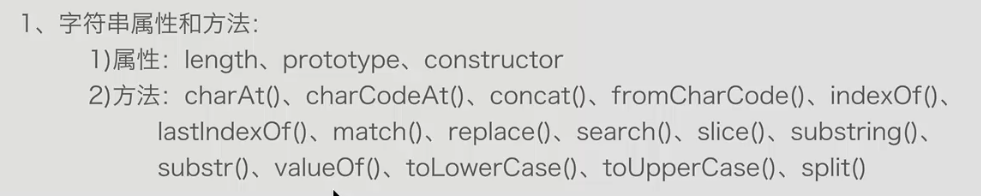 1、字符串属性和方法:
1)属性：length、prototype、constructor
2)方法：charAt()、charCodeAt()、concat()、fromCharCode()、indexOf()、
lastIndexOf()、match()、replace()、search()、slice()、substring()、
substr()、valueOf()、toLowerCase()、toUpperCase()、split()